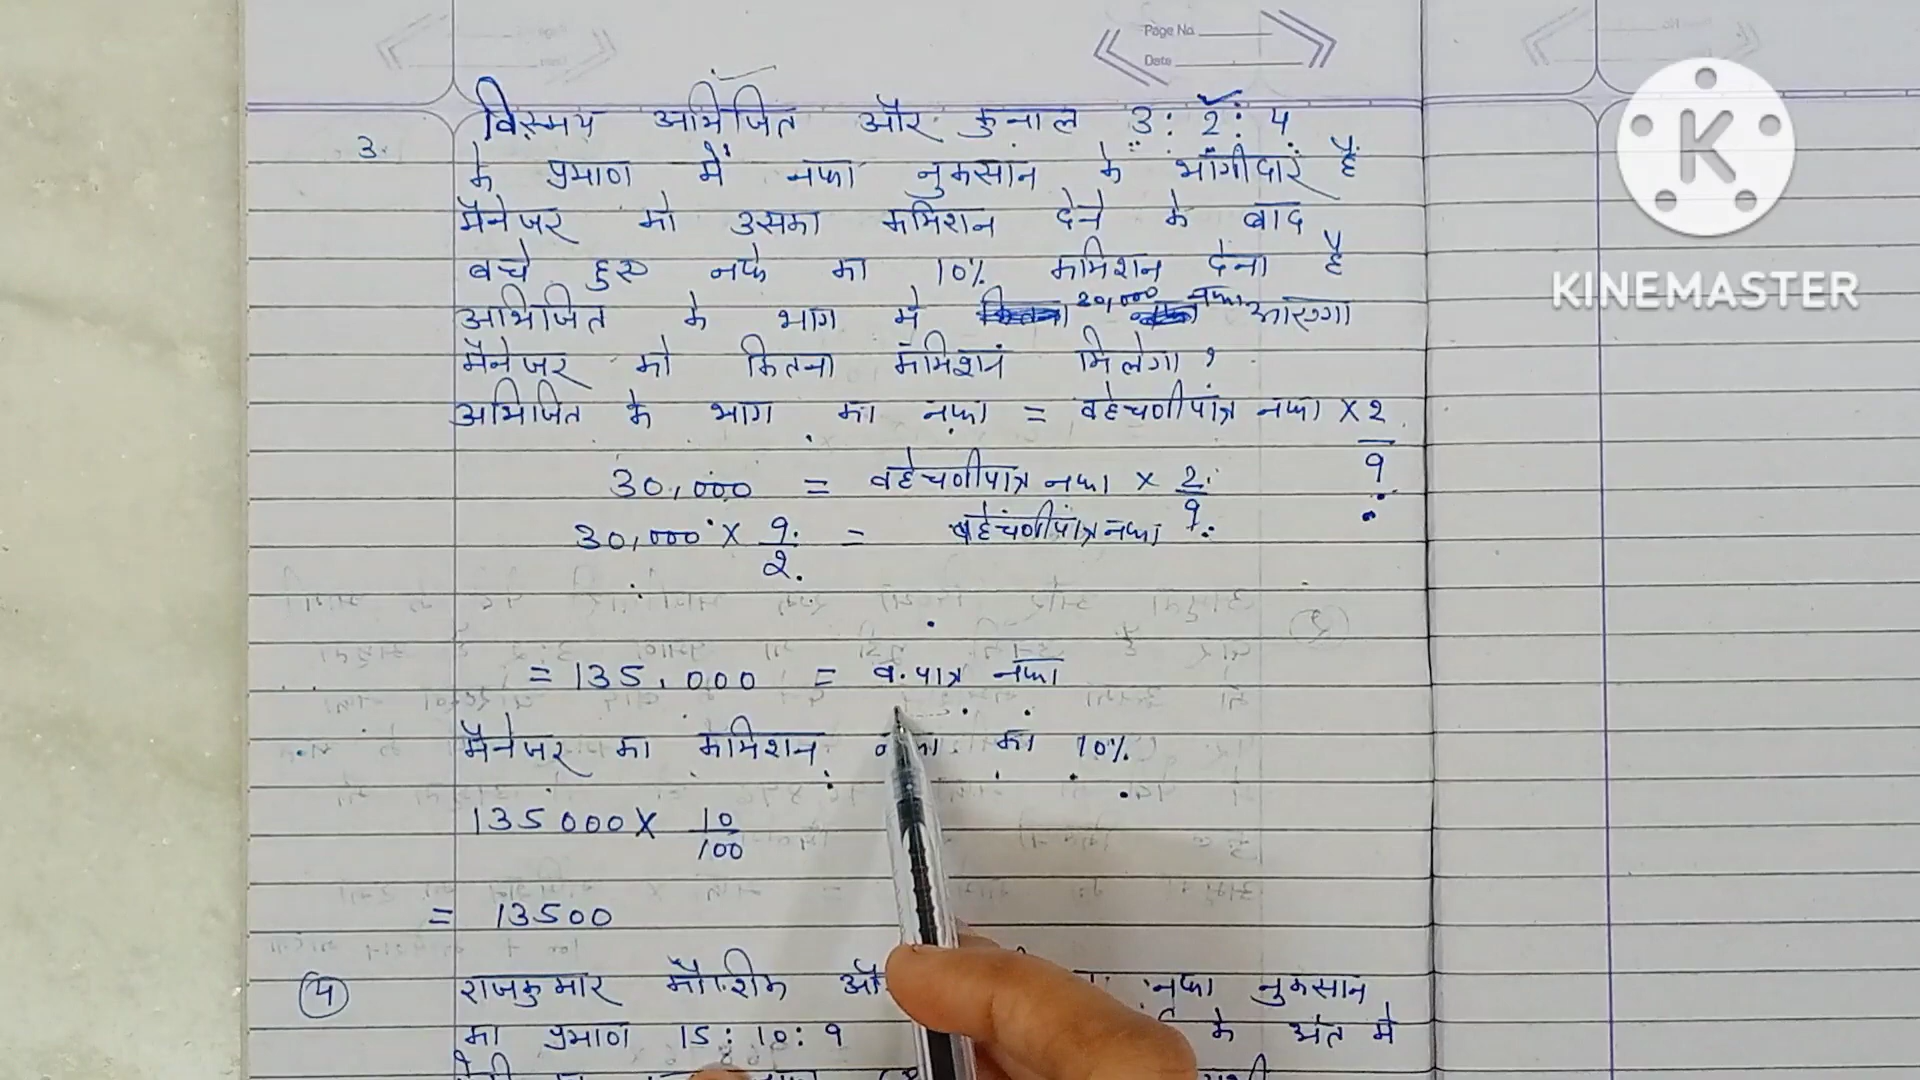 Page No.
Date
3. विस्मय अभिजित और कुनाल 3 : 2 : 4
के प्रमाण में नफा नुकसान के भागीदार है
मैनेजर को उसका कमिशन देने के बाद
बचे हुए नफे का 10% कमिशन देना है
अभिजित के भाग मे 30,000 नफा आएगा
मैनेजर को कितना कमिशन मिलेगा ?
अभिजित के भाग का नफा = वहेचणीपात्र नफा × 2/9
30,000 = वहेचणीपात्र नफा × 2/9
30,000 × 9/2 = वहेचणीपात्र नफा
= 135,000 = व.पात्र नफा
मैनेजर का कमिशन का 10%
135000 × 10/100
= 13500
4 राजकुमार नफा नुकसान
का प्रमाण 15 : 10 : 9 के अंत मे
K
KINEMASTER